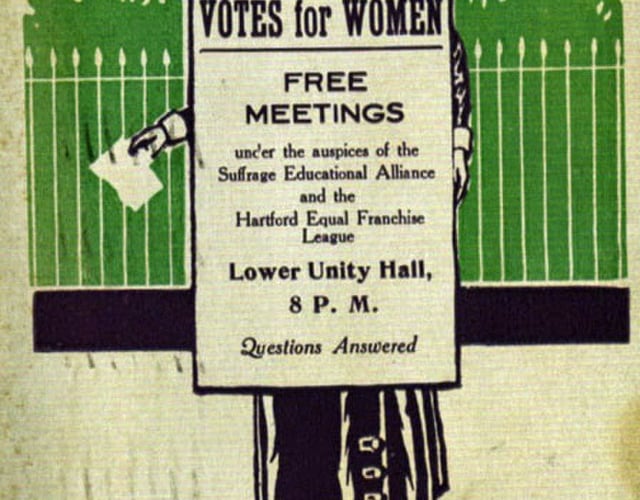 VOTES for WOMEN
FREE
MEETINGS
under the auspices of the
Suffrage Educational Alliance
and the
Hartford Equal Franchise
League
Lower Unity Hall,
8 P. M.
Questions Answered